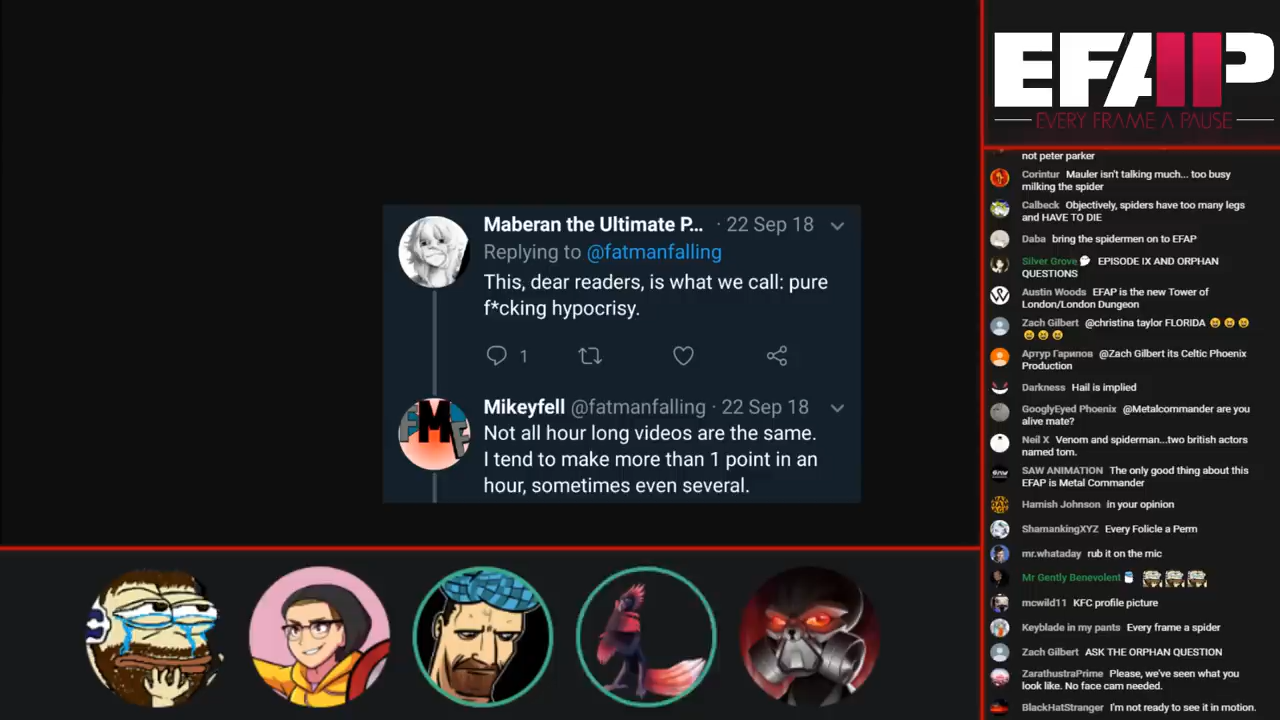 Maberan the Ultimate P... · 22 Sep 18
Replying to @fatmanfalling
This, dear readers, is what we call: pure
f*cking hypocrisy.
1
Mikeyfell @fatmanfalling · 22 Sep 18
Not all hour long videos are the same.
I tend to make more than 1 point in an
hour, sometimes even several.
FMF
EFAP
EVERY FRAME A PAUSE
not peter parker
Corintur Mauler isn't talking much... too busy
milking the spider
Calbeck Objectively, spiders have too many legs
and HAVE TO DIE
Daba bring the spidermen on to EFAP
Silver Grove EPISODE IX AND ORPHAN
QUESTIONS
Austin Woods EFAP is the new Tower of
London/London Dungeon
Zach Gilbert @christina taylor FLORIDA
Артур Гарипов @Zach Gilbert its Celtic Phoenix
Production
Darkness Hail is implied
GooglyEyed Phoenix @Metalcommander are you
alive mate?
Neil X Venom and spiderman...two british actors
named tom.
SAW ANIMATION The only good thing about this
EFAP is Metal Commander
Hamish Johnson in your opinion
ShamankingXYZ Every Folicle a Perm
mr.whataday rub it on the mic
Mr Gently Benevolent
mcwild11 KFC profile picture
Keyblade in my pants Every frame a spider
Zach Gilbert ASK THE ORPHAN QUESTION
ZarathustraPrime Please, we've seen what you
look like. No face cam needed.
BlackHatStranger I'm not ready to see it in motion.